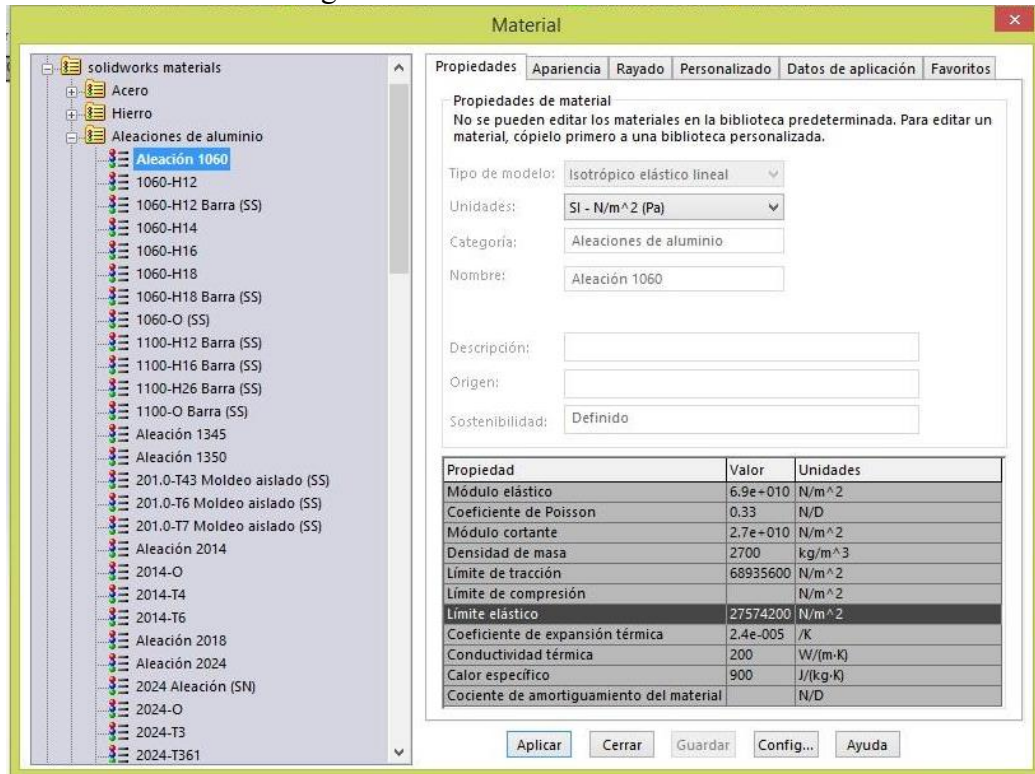 Material
solidworks materials
Acero
Hierro
Aleaciones de aluminio
Aleación 1060
1060-H12
1060-H12 Barra (SS)
1060-H14
1060-H16
1060-H18
1060-H18 Barra (SS)
1060-O (SS)
1100-H12 Barra (SS)
1100-H16 Barra (SS)
1100-H26 Barra (SS)
1100-O Barra (SS)
Aleación 1345
Aleación 1350
201.0-T43 Moldeo aislado (SS)
201.0-T6 Moldeo aislado (SS)
201.0-T7 Moldeo aislado (SS)
Aleación 2014
2014-O
2014-T4
2014-T6
Aleación 2018
Aleación 2024
2024 Aleación (SN)
2024-O
2024-T3
2024-T361
Propiedades Apariencia Rayado Personalizado Datos de aplicación Favoritos
Propiedades de material
No se pueden editar los materiales en la biblioteca predeterminada. Para editar un
material, cópielo primero a una biblioteca personalizada.
Tipo de modelo: Isotrópico elástico lineal
Unidades: SI - N/m^2 (Pa)
Categoría: Aleaciones de aluminio
Nombre: Aleación 1060
Descripción:
Origen:
Sostenibilidad: Definido
Propiedad Valor Unidades
Módulo elástico 6.9e+010 N/m^2
Coeficiente de Poisson 0.33 N/D
Módulo cortante 2.7e+010 N/m^2
Densidad de masa 2700 kg/m^3
Límite de tracción 68935600 N/m^2
Límite de compresión N/m^2
Límite elástico 27574200 N/m^2
Coeficiente de expansión térmica 2.4e-005 /K
Conductividad térmica 200 W/(m·K)
Calor específico 900 J/(kg·K)
Cociente de amortiguamiento del material N/D
Aplicar Cerrar Guardar Config... Ayuda